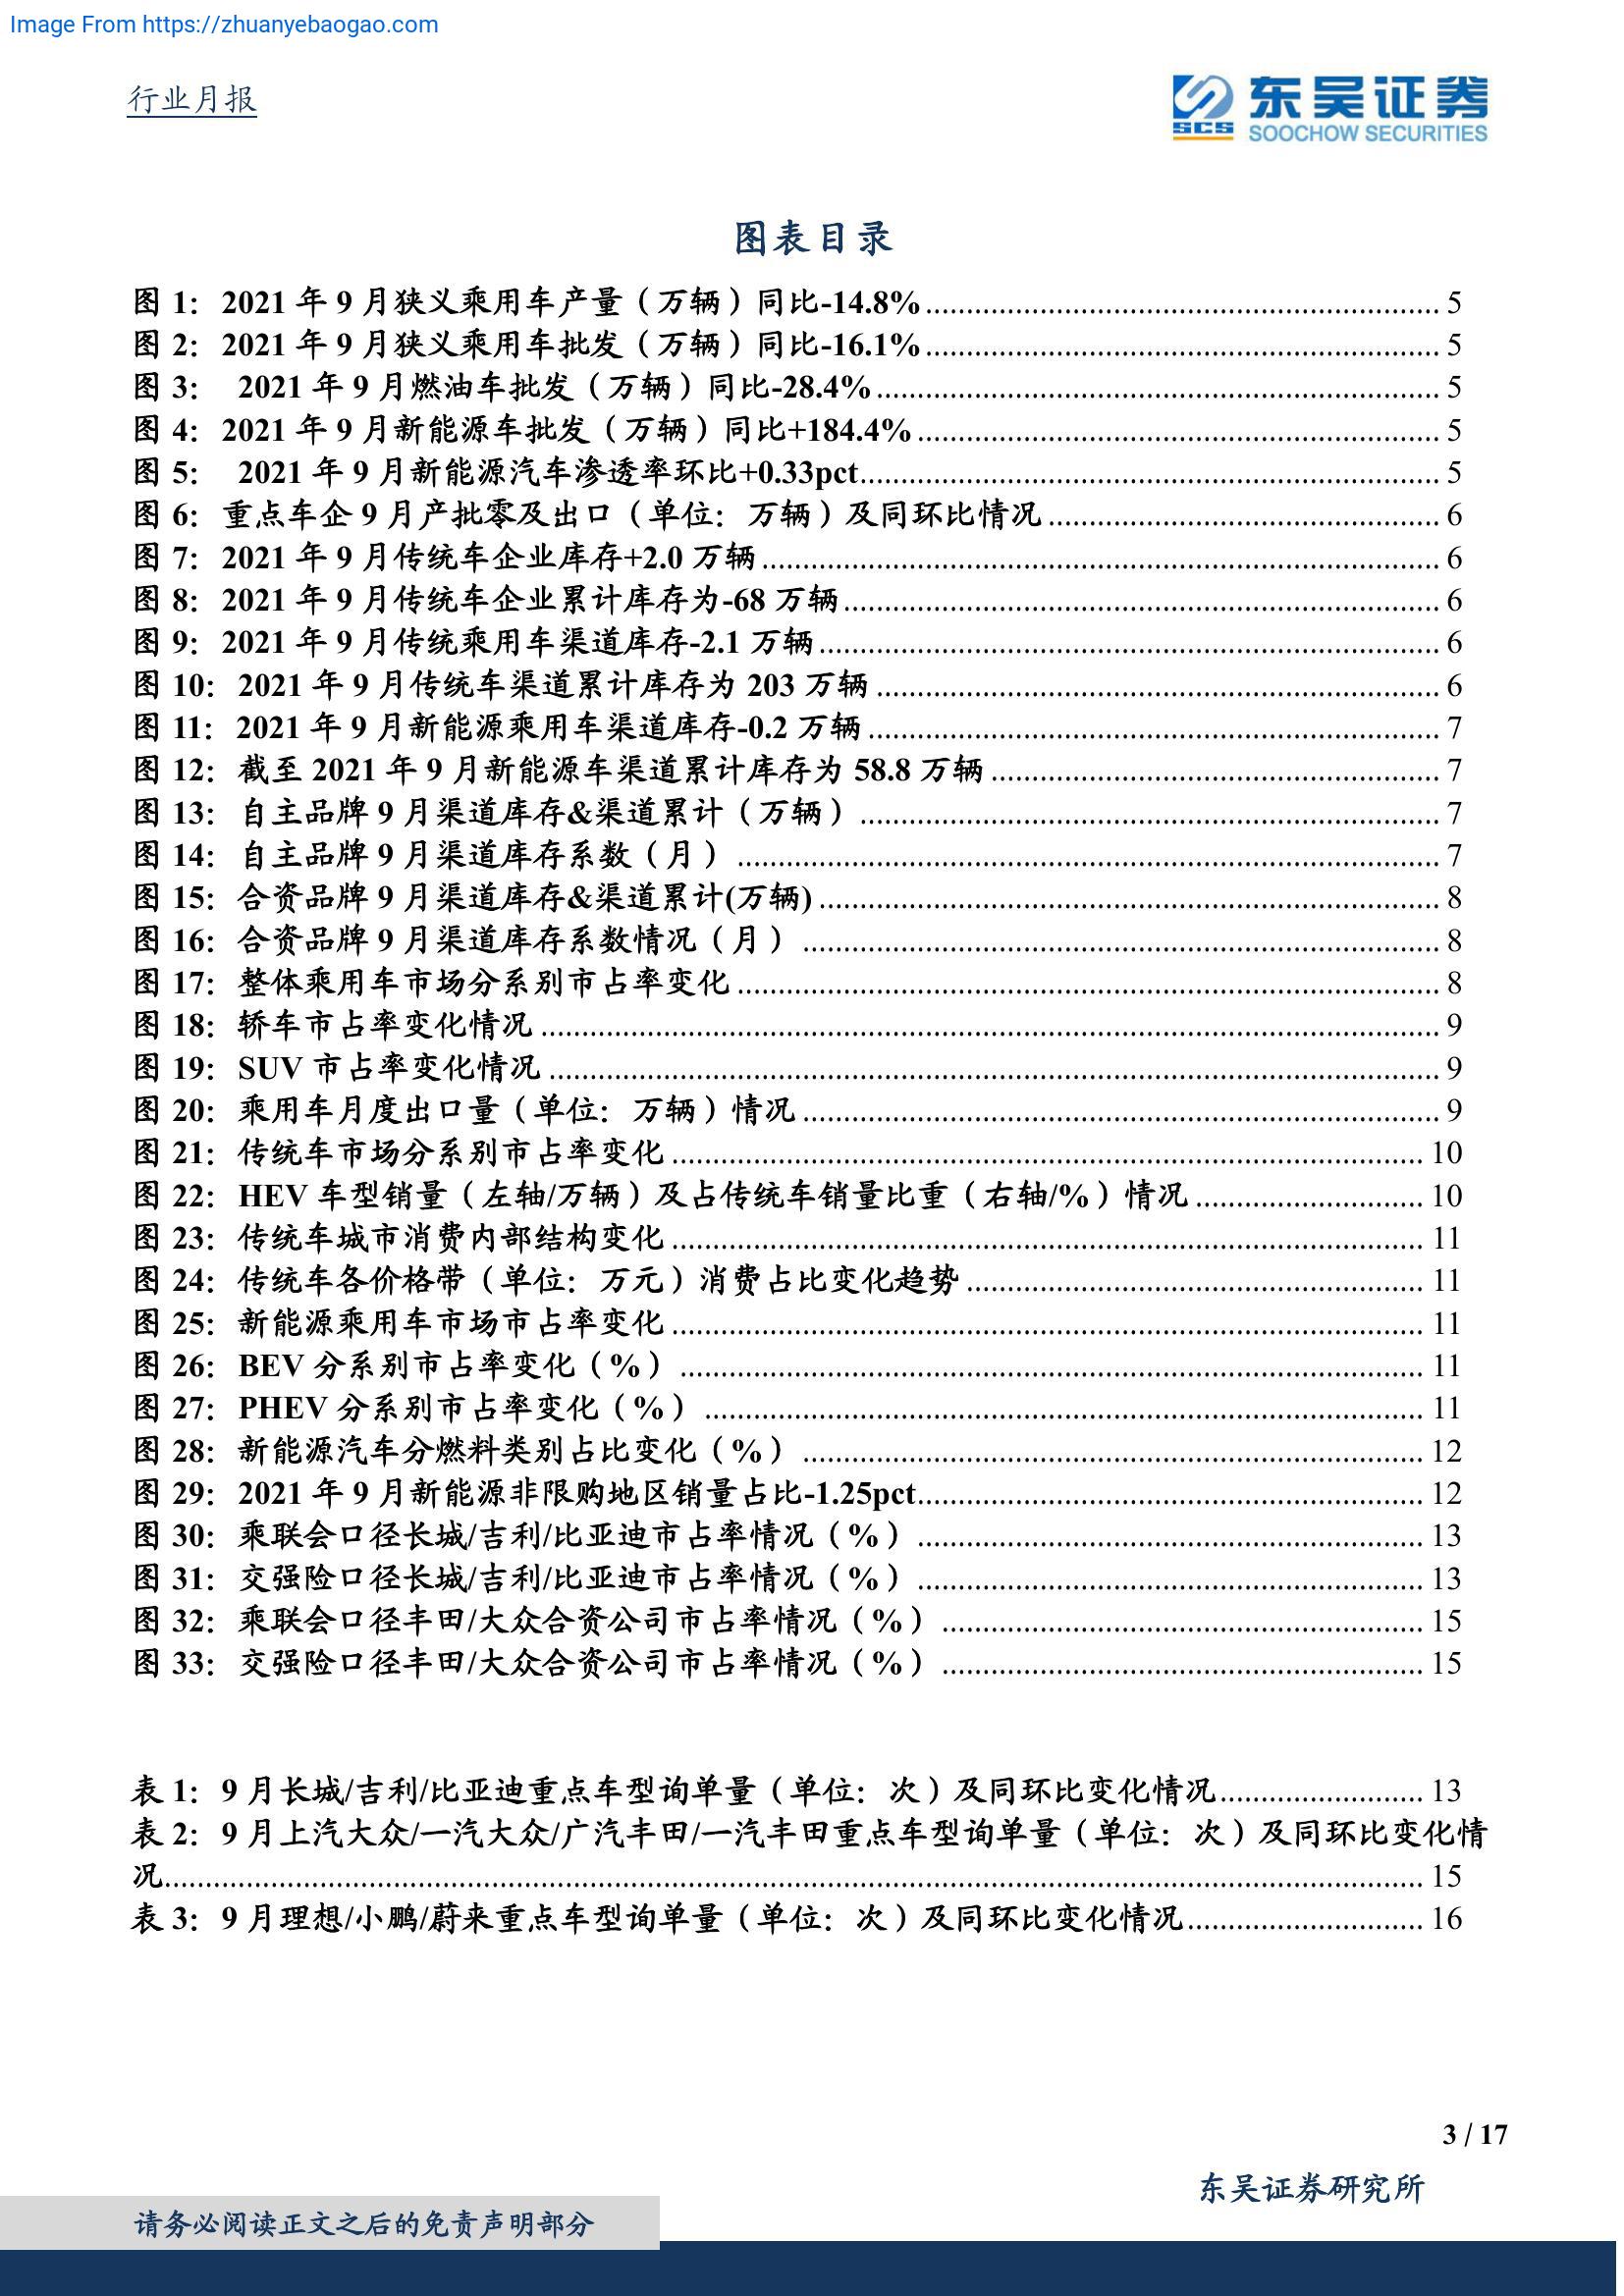 Image From https://zhuanyebaogao.com
行业月报
SCS 东吴证券
SOOCHOW SECURITIES
图表目录
图 1：2021 年 9 月狭义乘用车产量（万辆）同比-14.8%....................5
图 2：2021 年 9 月狭义乘用车批发（万辆）同比-16.1%....................5
图 3： 2021 年 9 月燃油车批发（万辆）同比-28.4%....................5
图 4：2021 年 9 月新能源车批发（万辆）同比+184.4%....................5
图 5： 2021 年 9 月新能源汽车渗透率环比+0.33pct....................5
图 6：重点车企 9 月产批零及出口（单位：万辆）及同环比情况....................6
图 7：2021 年 9 月传统车企业库存+2.0 万辆....................6
图 8：2021 年 9 月传统车企业累计库存为-68 万辆....................6
图 9：2021 年 9 月传统乘用车渠道库存-2.1 万辆....................6
图 10：2021 年 9 月传统车渠道累计库存为 203 万辆....................6
图 11：2021 年 9 月新能源乘用车渠道库存-0.2 万辆....................7
图 12：截至 2021 年 9 月新能源车渠道累计库存为 58.8 万辆....................7
图 13：自主品牌 9 月渠道库存&渠道累计（万辆）....................7
图 14：自主品牌 9 月渠道库存系数（月）....................7
图 15：合资品牌 9 月渠道库存&渠道累计(万辆)....................8
图 16：合资品牌 9 月渠道库存系数情况（月）....................8
图 17：整体乘用车市场分系别市占率变化....................8
图 18：轿车市占率变化情况....................9
图 19：SUV 市占率变化情况....................9
图 20：乘用车月度出口量（单位：万辆）情况....................9
图 21：传统车市场分系别市占率变化....................10
图 22：HEV 车型销量（左轴/万辆）及占传统车销量比重（右轴/%）情况....................10
图 23：传统车城市消费内部结构变化....................11
图 24：传统车各价格带（单位：万元）消费占比变化趋势....................11
图 25：新能源乘用车市场市占率变化....................11
图 26：BEV 分系别市占率变化（%）....................11
图 27：PHEV 分系别市占率变化（%）....................11
图 28：新能源汽车分燃料类别占比变化（%）....................12
图 29：2021 年 9 月新能源非限购地区销量占比-1.25pct....................12
图 30：乘联会口径长城/吉利/比亚迪市占率情况（%）....................13
图 31：交强险口径长城/吉利/比亚迪市占率情况（%）....................13
图 32：乘联会口径丰田/大众合资公司市占率情况（%）....................15
图 33：交强险口径丰田/大众合资公司市占率情况（%）....................15
表 1：9 月长城/吉利/比亚迪重点车型询单量（单位：次）及同环比变化情况....................13
表 2：9 月上汽大众/一汽大众/广汽丰田/一汽丰田重点车型询单量（单位：次）及同环比变化情
况....................15
表 3：9 月理想/小鹏/蔚来重点车型询单量（单位：次）及同环比变化情况....................16
3 / 17
东吴证券研究所
请务必阅读正文之后的免责声明部分